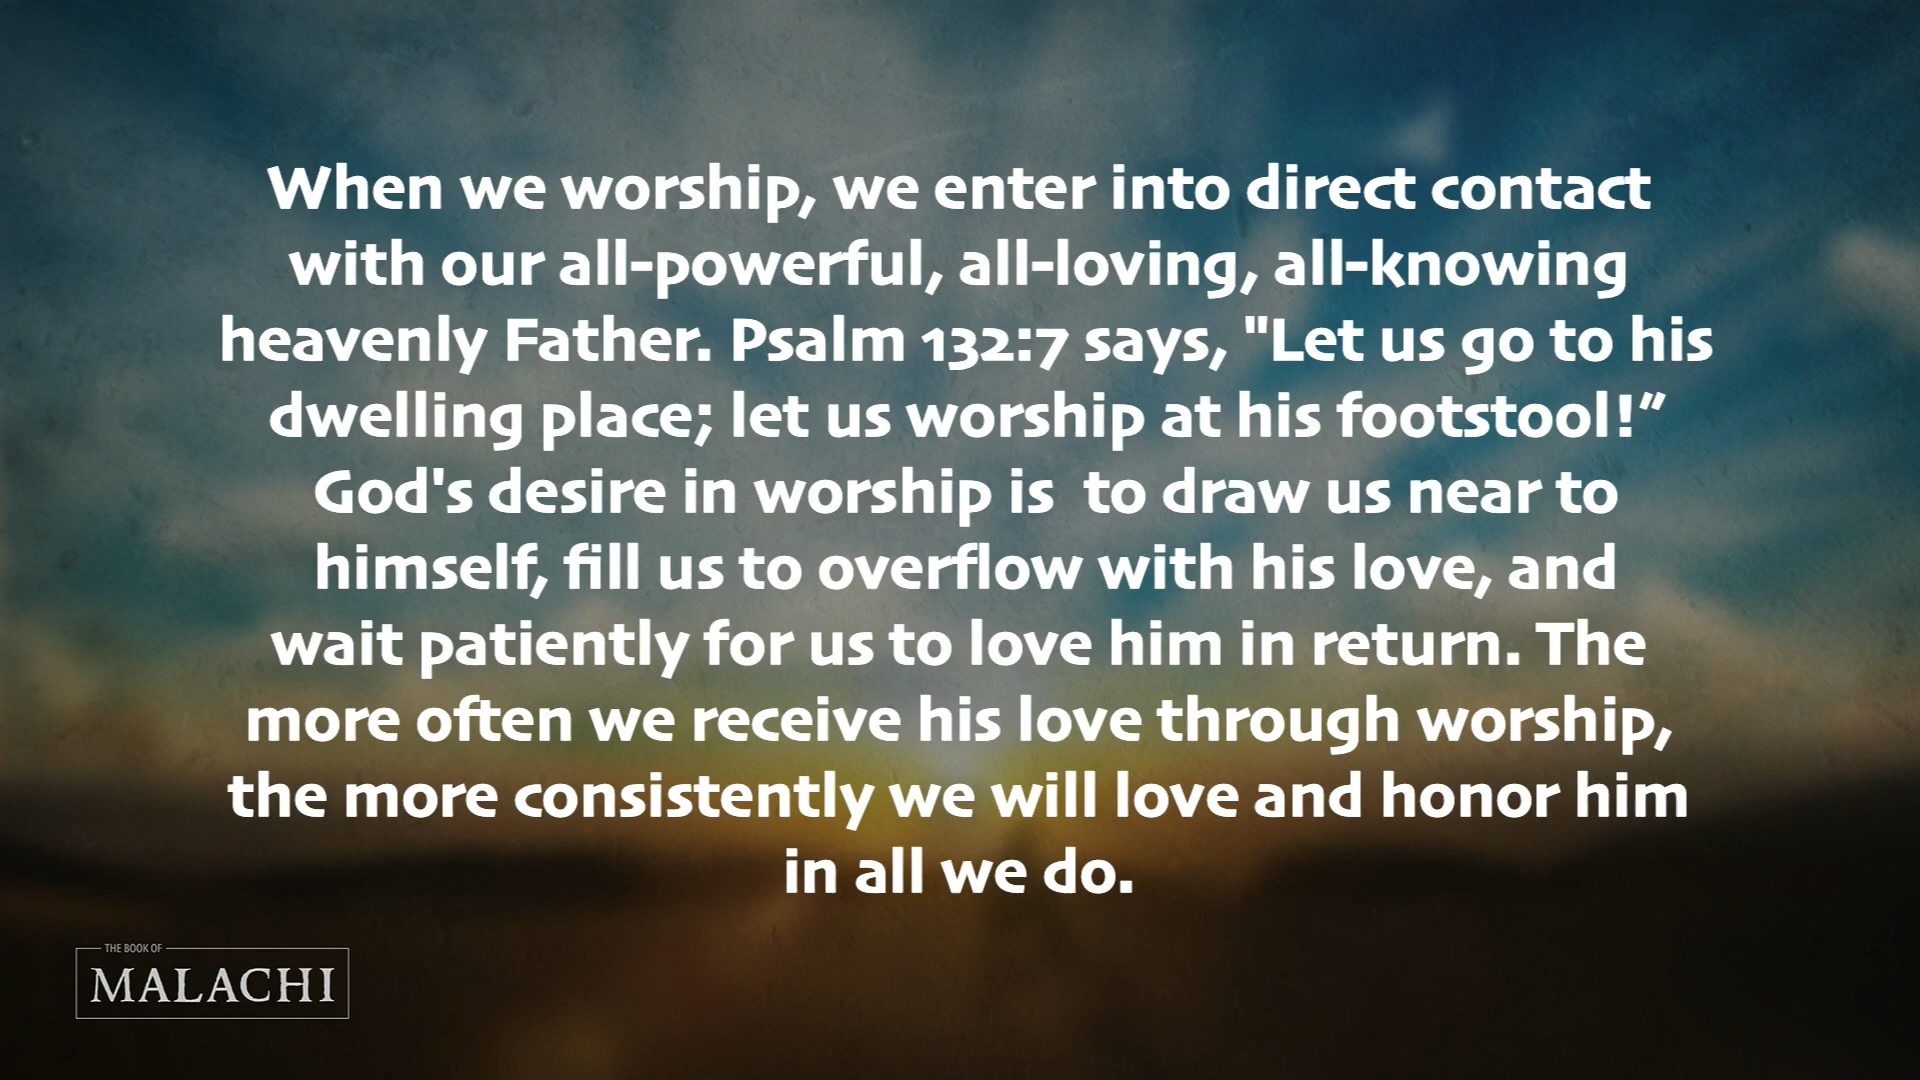 When we worship, we enter into direct contact
with our all-powerful, all-loving, all-knowing
heavenly Father. Psalm 132:7 says, "Let us go to his
dwelling place; let us worship at his footstool!”
God's desire in worship is  to draw us near to
himself, fill us to overflow with his love, and
wait patiently for us to love him in return. The
more often we receive his love through worship,
the more consistently we will love and honor him
in all we do.
THE BOOK OF
MALACHI